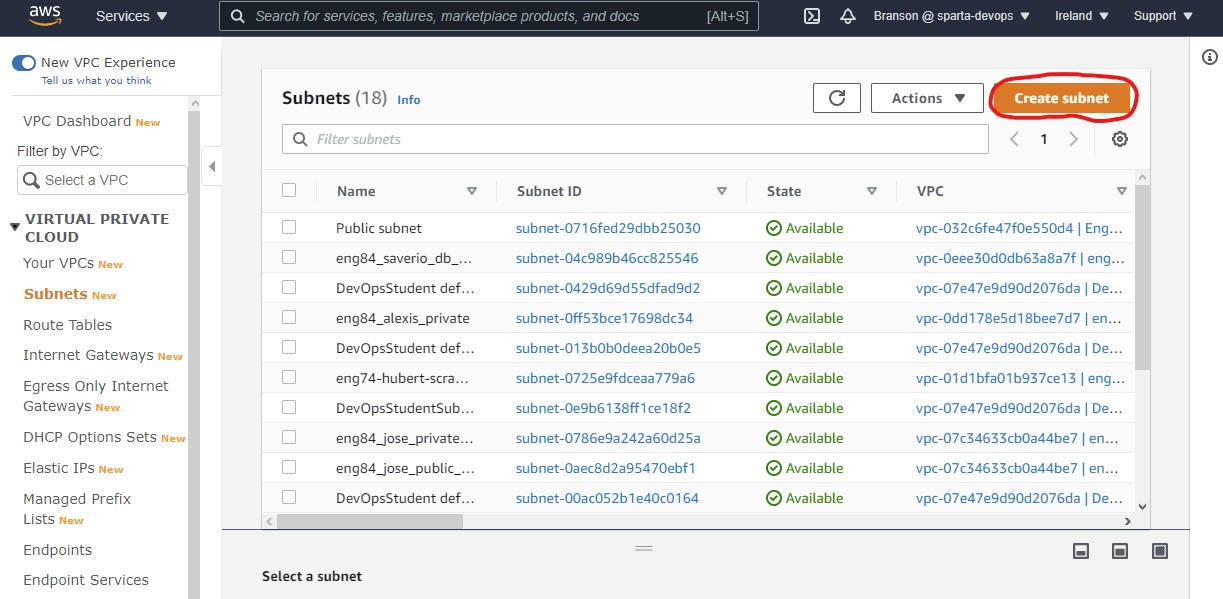 aws Services Search for services, features, marketplace products, and docs [Alt+S] Branson @ sparta-devops Ireland Support
New VPC Experience
Tell us what you think
VPC Dashboard New
Filter by VPC:
Select a VPC
VIRTUAL PRIVATE
CLOUD
Your VPCs New
Subnets New
Route Tables
Internet Gateways New
Egress Only Internet
Gateways New
DHCP Options Sets New
Elastic IPs New
Managed Prefix
Lists New
Endpoints
Endpoint Services
Subnets (18) Info Actions Create subnet
Filter subnets 1
Name Subnet ID State VPC
Public subnet subnet-0716fed29dbb25030 Available vpc-032c6fe47f0e550d4 | Eng...
eng84_saverio_db_... subnet-04c989b46cc825546 Available vpc-0eee30d0db63a8a7f | eng...
DevOpsStudent def... subnet-0429d69d55dfad9d2 Available vpc-07e47e9d90d2076da | De...
eng84_alexis_private subnet-0ff53bce17698dc34 Available vpc-0dd178e5d18bee7d7 | en...
DevOpsStudent def... subnet-013b0b0deea20b0e5 Available vpc-07e47e9d90d2076da | De...
eng74-hubert-scra... subnet-0725e9fdceaa779a6 Available vpc-01d1bfa01b937ce13 | eng...
DevOpsStudentSub... subnet-0e9b6138ff1ce18f2 Available vpc-07e47e9d90d2076da | De...
eng84_jose_private... subnet-0786e9a242a60d25a Available vpc-07c34633cb0a44be7 | en...
eng84_jose_public_... subnet-0aec8d2a95470ebf1 Available vpc-07c34633cb0a44be7 | en...
DevOpsStudent def... subnet-00ac052b1e40c0164 Available vpc-07e47e9d90d2076da | De...
Select a subnet